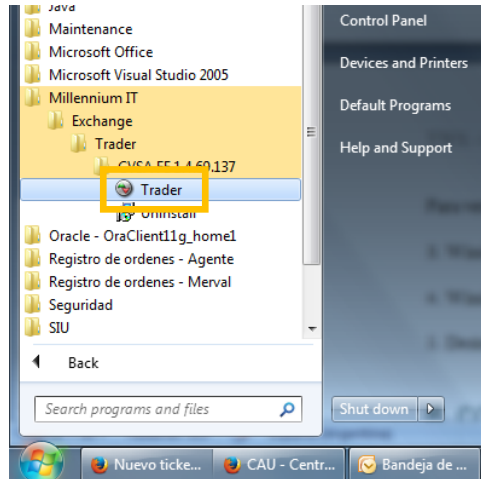 Java
Maintenance
Microsoft Office
Microsoft Visual Studio 2005
Millennium IT
Exchange
Trader
CVSA FE 1.4.60.137
Trader
Uninstall
Oracle - OraClient11g_home1
Registro de ordenes - Agente
Registro de ordenes - Merval
Seguridad
SIU
Back
Search programs and files
Control Panel
Devices and Printers
Default Programs
Help and Support
Shut down
Nuevo ticke...
CAU - Centr...
Bandeja de ...